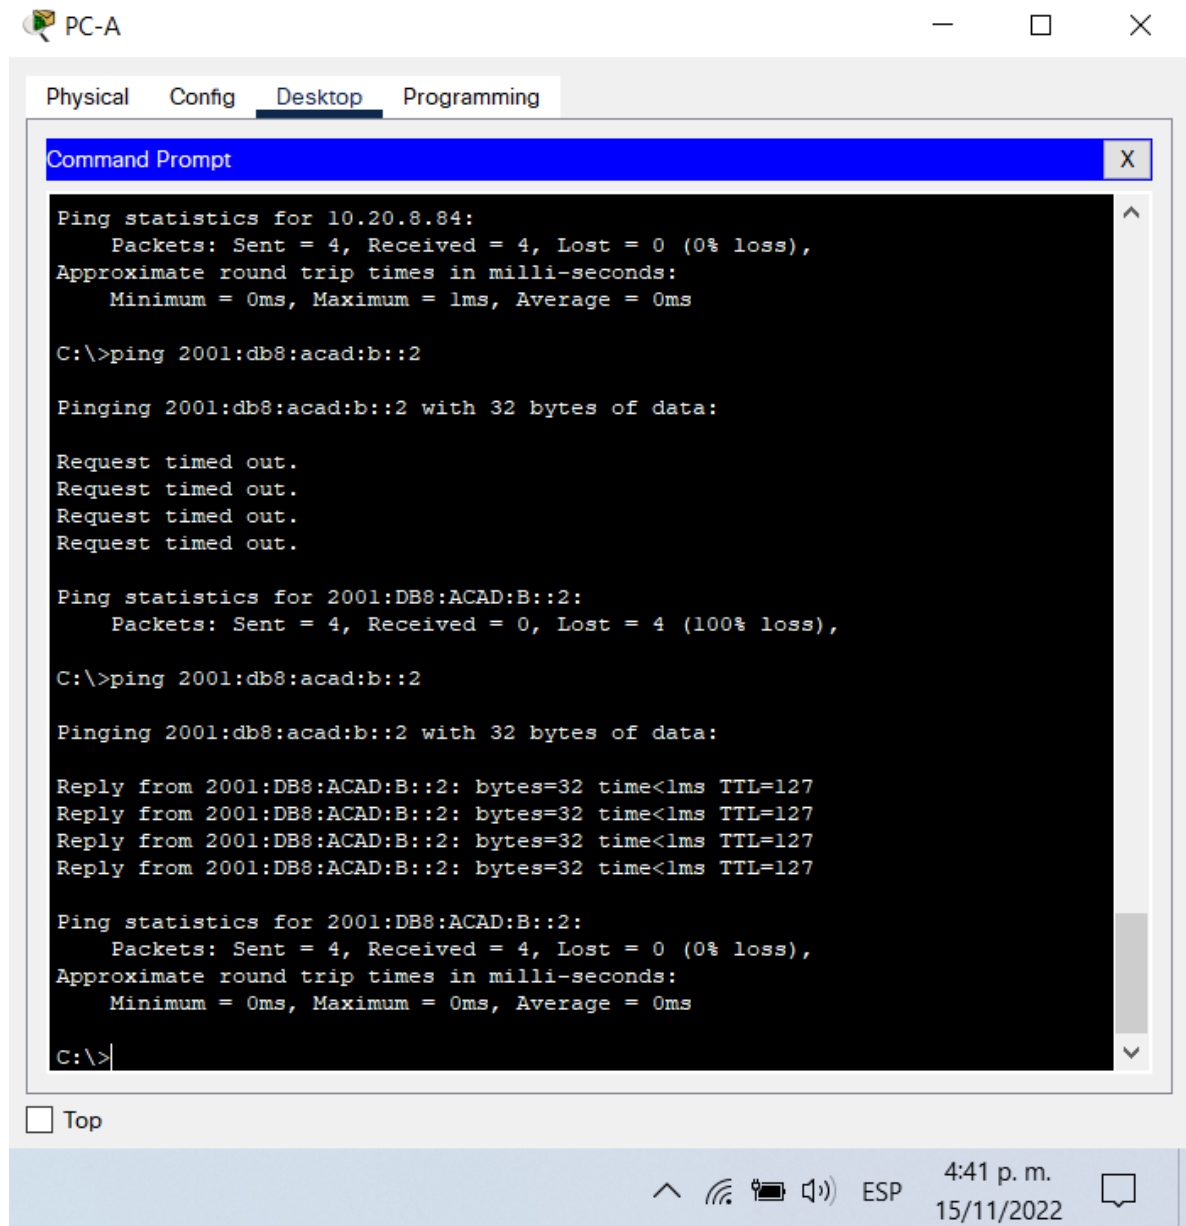 PC-A
Physical Config Desktop Programming
Command Prompt X
Ping statistics for 10.20.8.84:
Packets: Sent = 4, Received = 4, Lost = 0 (0% loss),
Approximate round trip times in milli-seconds:
Minimum = 0ms, Maximum = 1ms, Average = 0ms
C:\>ping 2001:db8:acad:b::2
Pinging 2001:db8:acad:b::2 with 32 bytes of data:
Request timed out.
Request timed out.
Request timed out.
Request timed out.
Ping statistics for 2001:DB8:ACAD:B::2:
Packets: Sent = 4, Received = 0, Lost = 4 (100% loss),
C:\>ping 2001:db8:acad:b::2
Pinging 2001:db8:acad:b::2 with 32 bytes of data:
Reply from 2001:DB8:ACAD:B::2: bytes=32 time<1ms TTL=127
Reply from 2001:DB8:ACAD:B::2: bytes=32 time<1ms TTL=127
Reply from 2001:DB8:ACAD:B::2: bytes=32 time<1ms TTL=127
Reply from 2001:DB8:ACAD:B::2: bytes=32 time<1ms TTL=127
Ping statistics for 2001:DB8:ACAD:B::2:
Packets: Sent = 4, Received = 4, Lost = 0 (0% loss),
Approximate round trip times in milli-seconds:
Minimum = 0ms, Maximum = 0ms, Average = 0ms
C:\>
Top
ESP 4:41 p. m.
15/11/2022